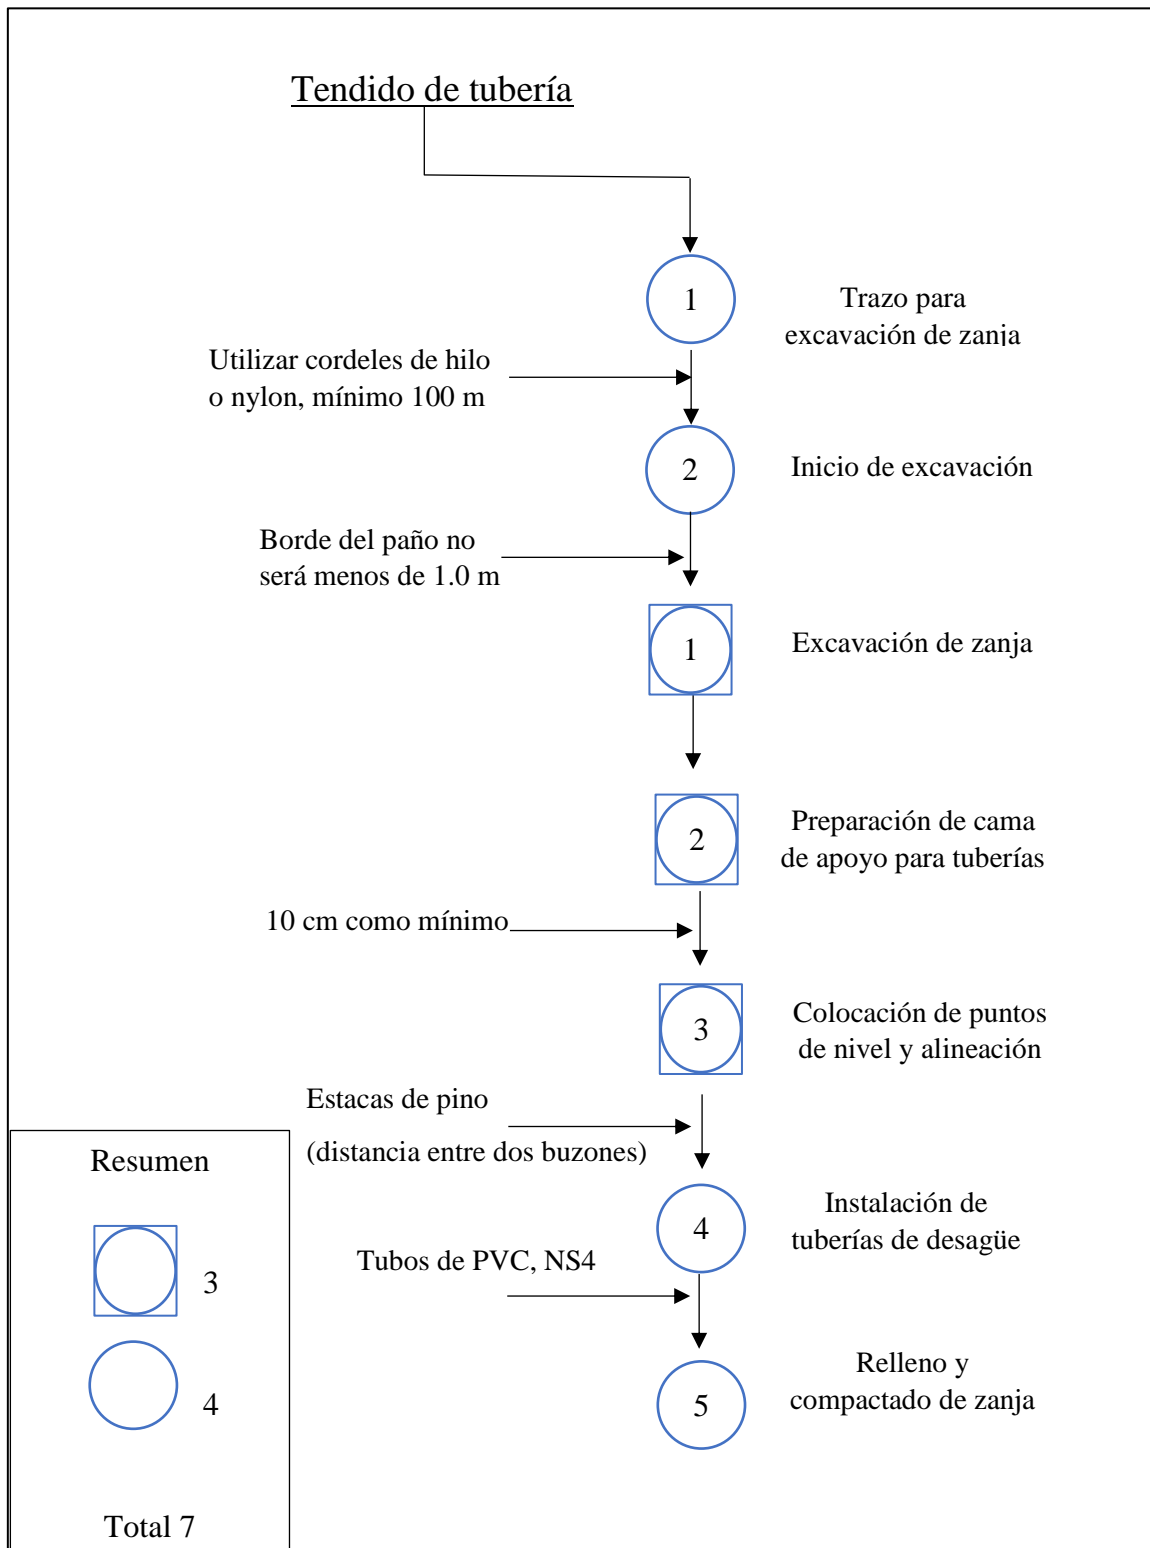 Tendido de tubería
1
Trazo para
excavación de zanja
Utilizar cordeles de hilo
o nylon, mínimo 100 m
2
Inicio de excavación
Borde del paño no
será menos de 1.0 m
1
Excavación de zanja
2
Preparación de cama
de apoyo para tuberías
10 cm como mínimo
3
Colocación de puntos
de nivel y alineación
Estacas de pino
(distancia entre dos buzones)
4
Instalación de
tuberías de desagüe
Tubos de PVC, NS4
5
Relleno y
compactado de zanja
Resumen
3
4
Total 7